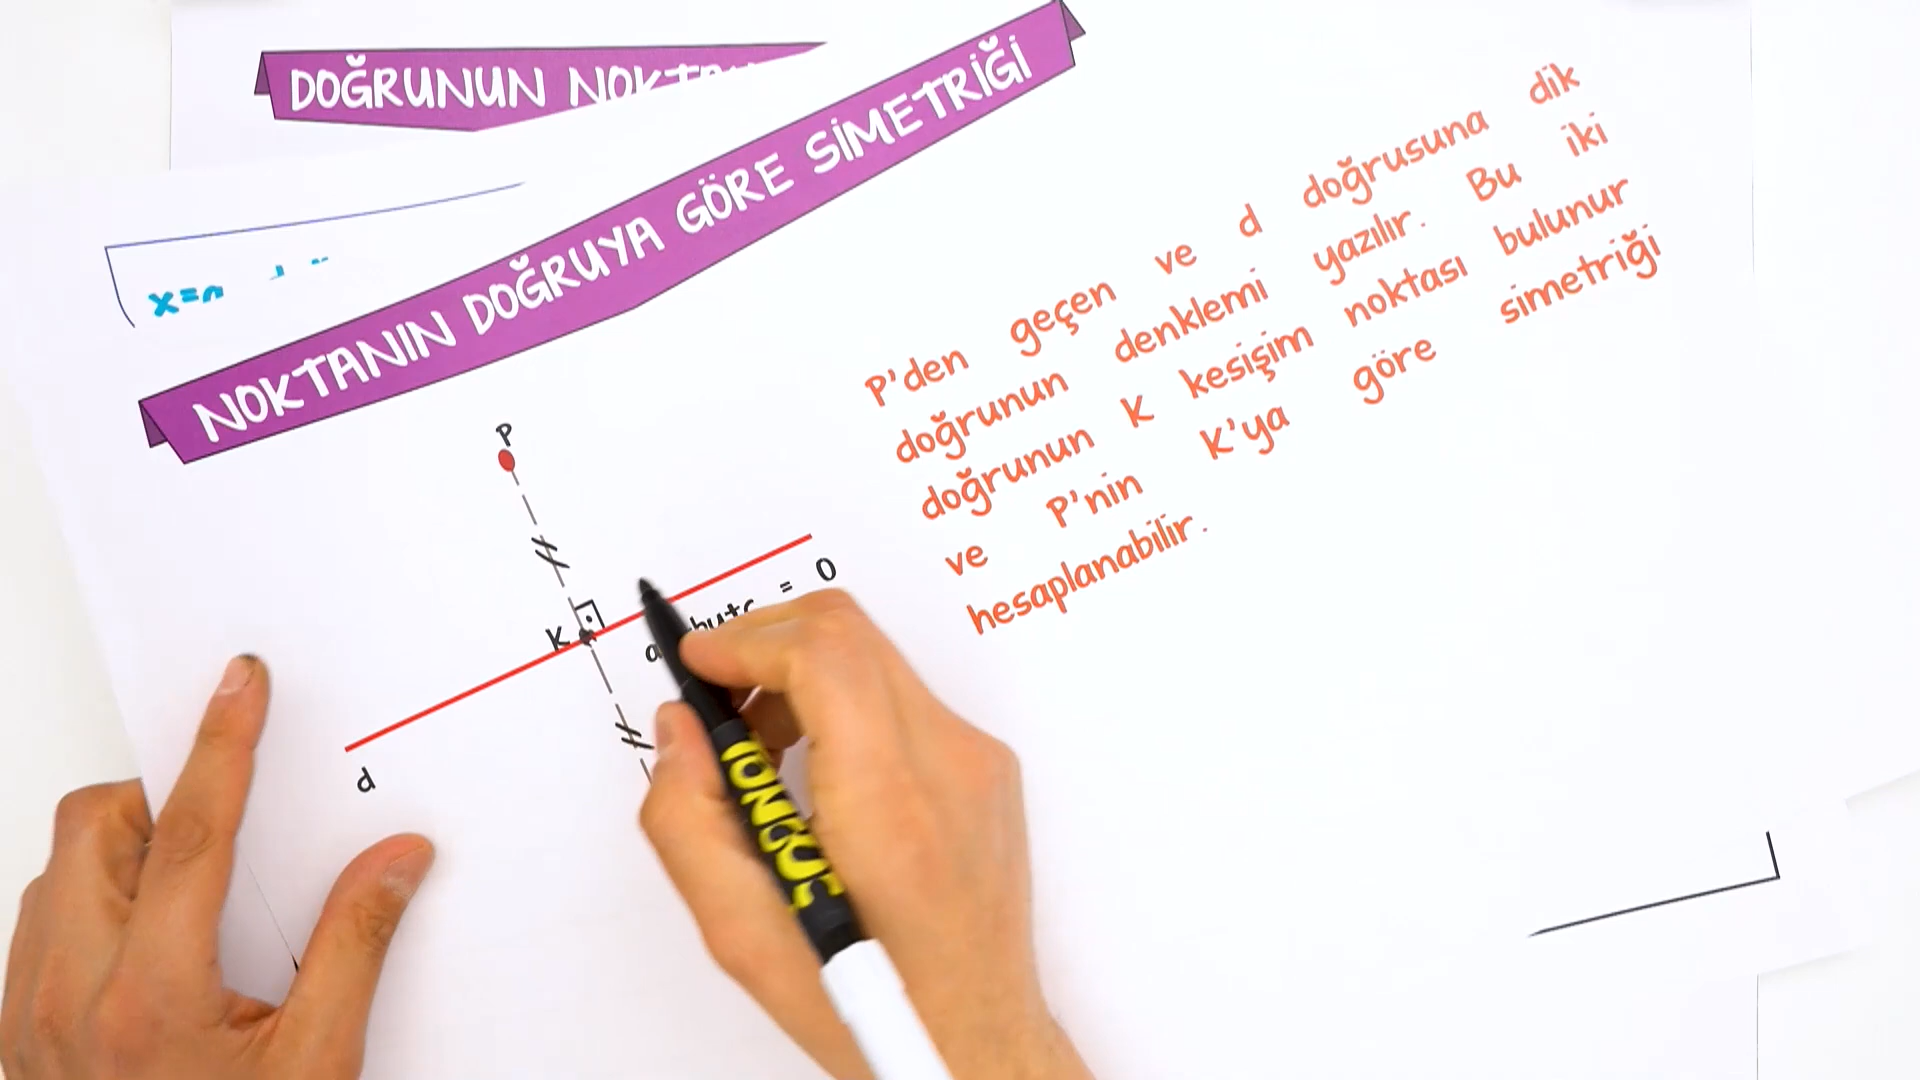 DOĞRUNUN
NOKTANIN DOĞRUYA GÖRE SİMETRİĞİ
P
K
= 0
d
P'den geçen ve d doğrusuna dik
doğrunun denklemi yazılır. Bu iki
doğrunun K kesişim noktası bulunur
ve P'nin K'ya göre simetriği
hesaplanabilir.
TONGUÇ